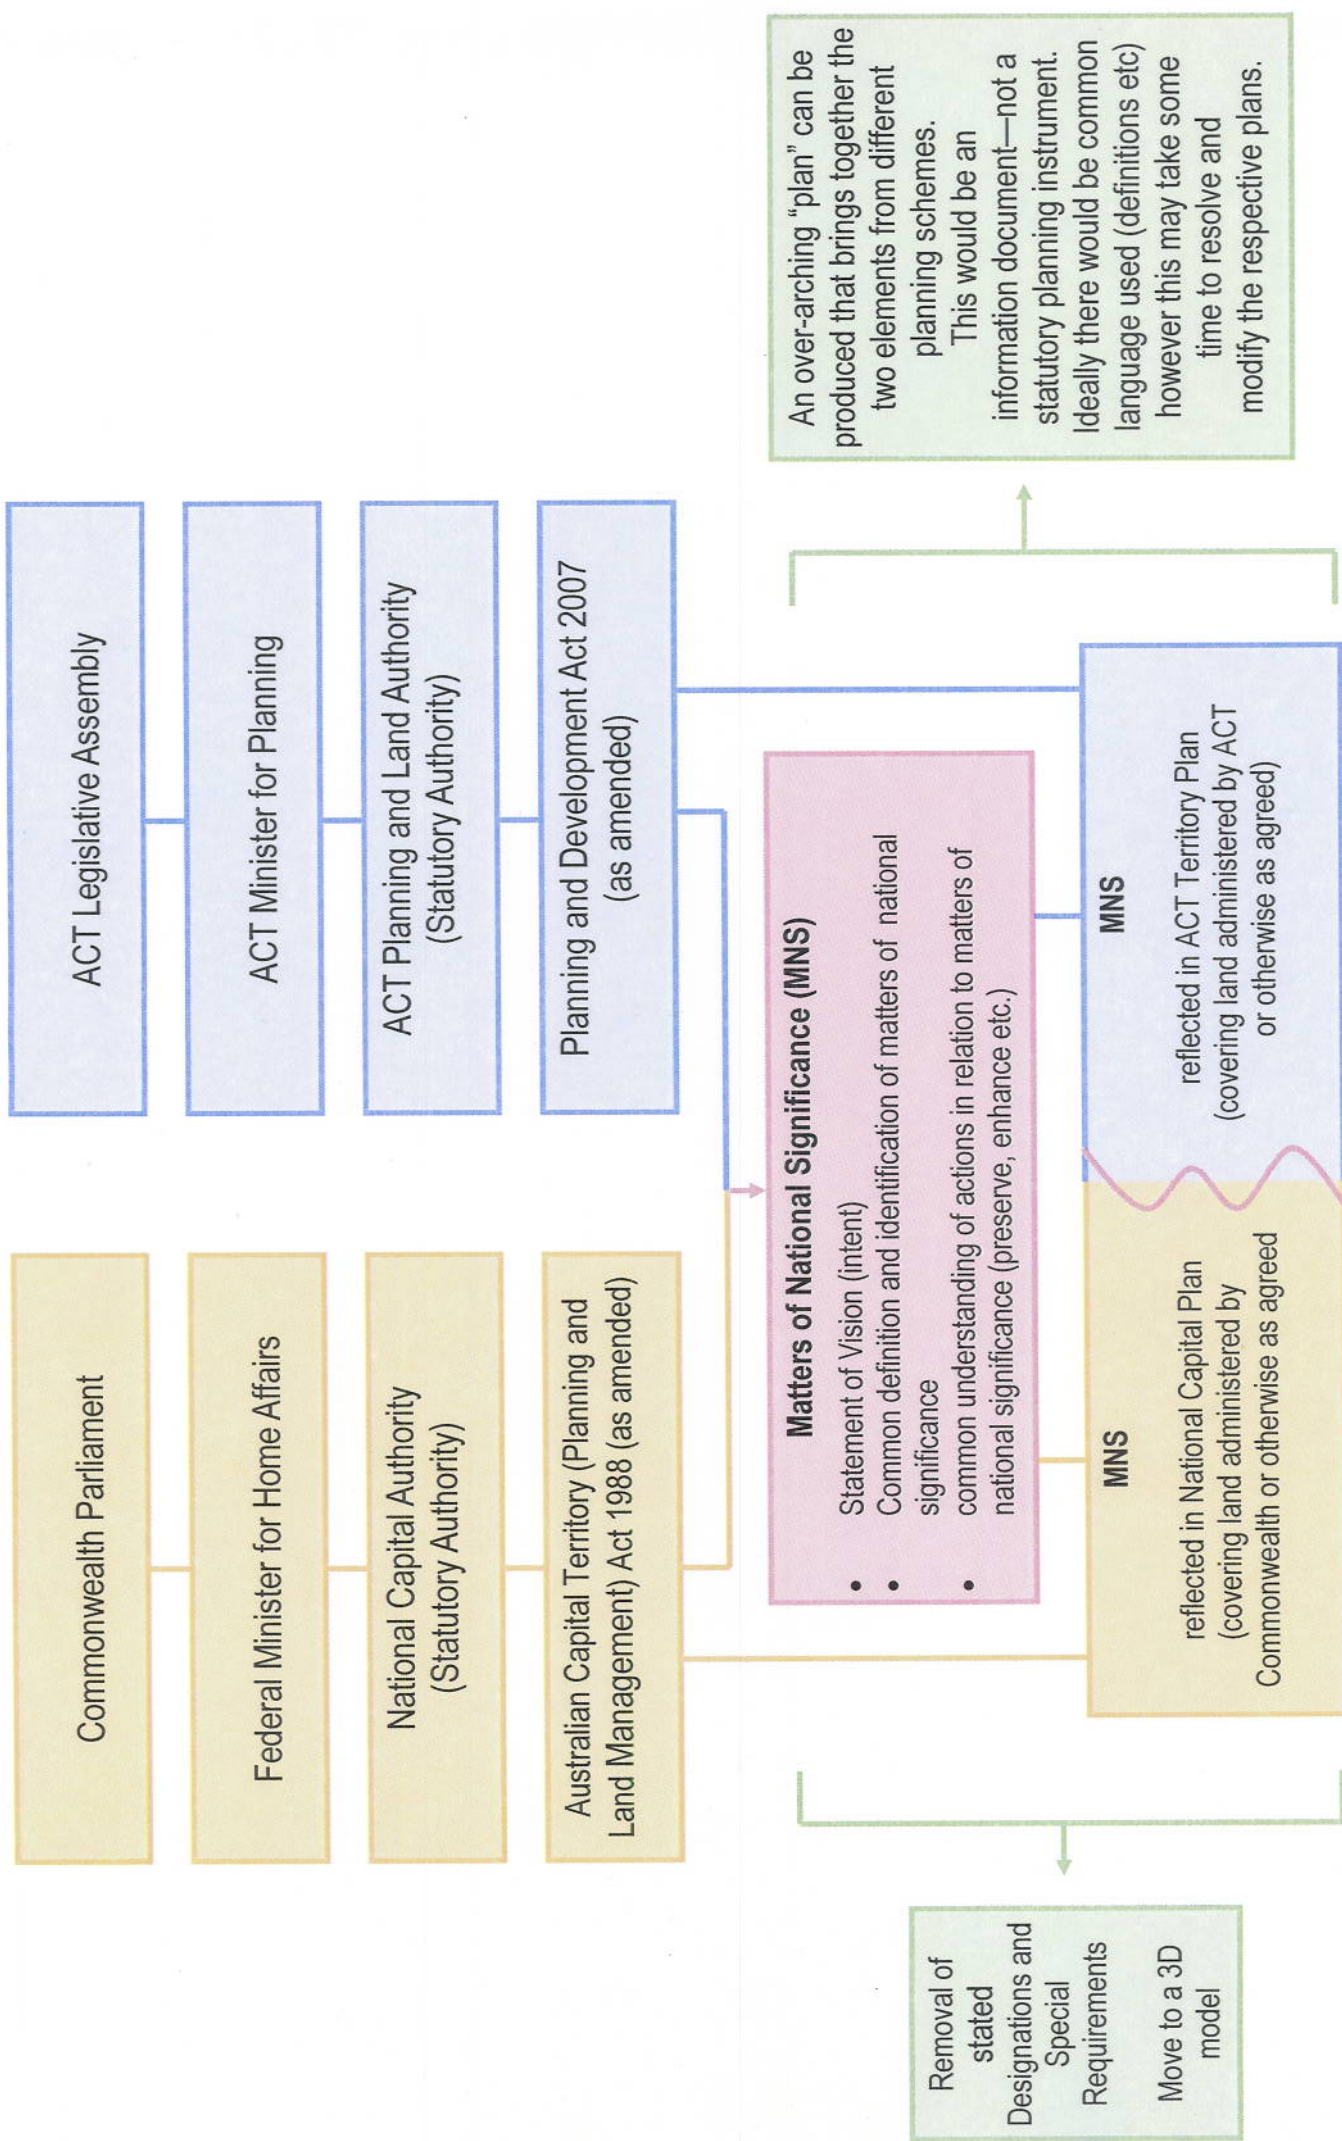 Commonwealth Parliament
Federal Minister for Home Affairs
National Capital Authority
(Statutory Authority)
Australian Capital Territory (Planning and
Land Management) Act 1988 (as amended)
ACT Legislative Assembly
ACT Minister for Planning
ACT Planning and Land Authority
(Statutory Authority)
Planning and Development Act 2007
(as amended)
Matters of National Significance (MNS)
• Statement of Vision (intent)
• Common definition and identification of matters of national
significance
• common understanding of actions in relation to matters of
national significance (preserve, enhance etc.)
MNS
reflected in National Capital Plan
(covering land administered by
Commonwealth or otherwise as agreed
MNS
reflected in ACT Territory Plan
(covering land administered by ACT
or otherwise as agreed)
Removal of
stated
Designations and
Special
Requirements
Move to a 3D
model
An over-arching “plan” can be
produced that brings together the
two elements from different
planning schemes.
This would be an
information document—not a
statutory planning instrument.
Ideally there would be common
language used (definitions etc)
however this may take some
time to resolve and
modify the respective plans.